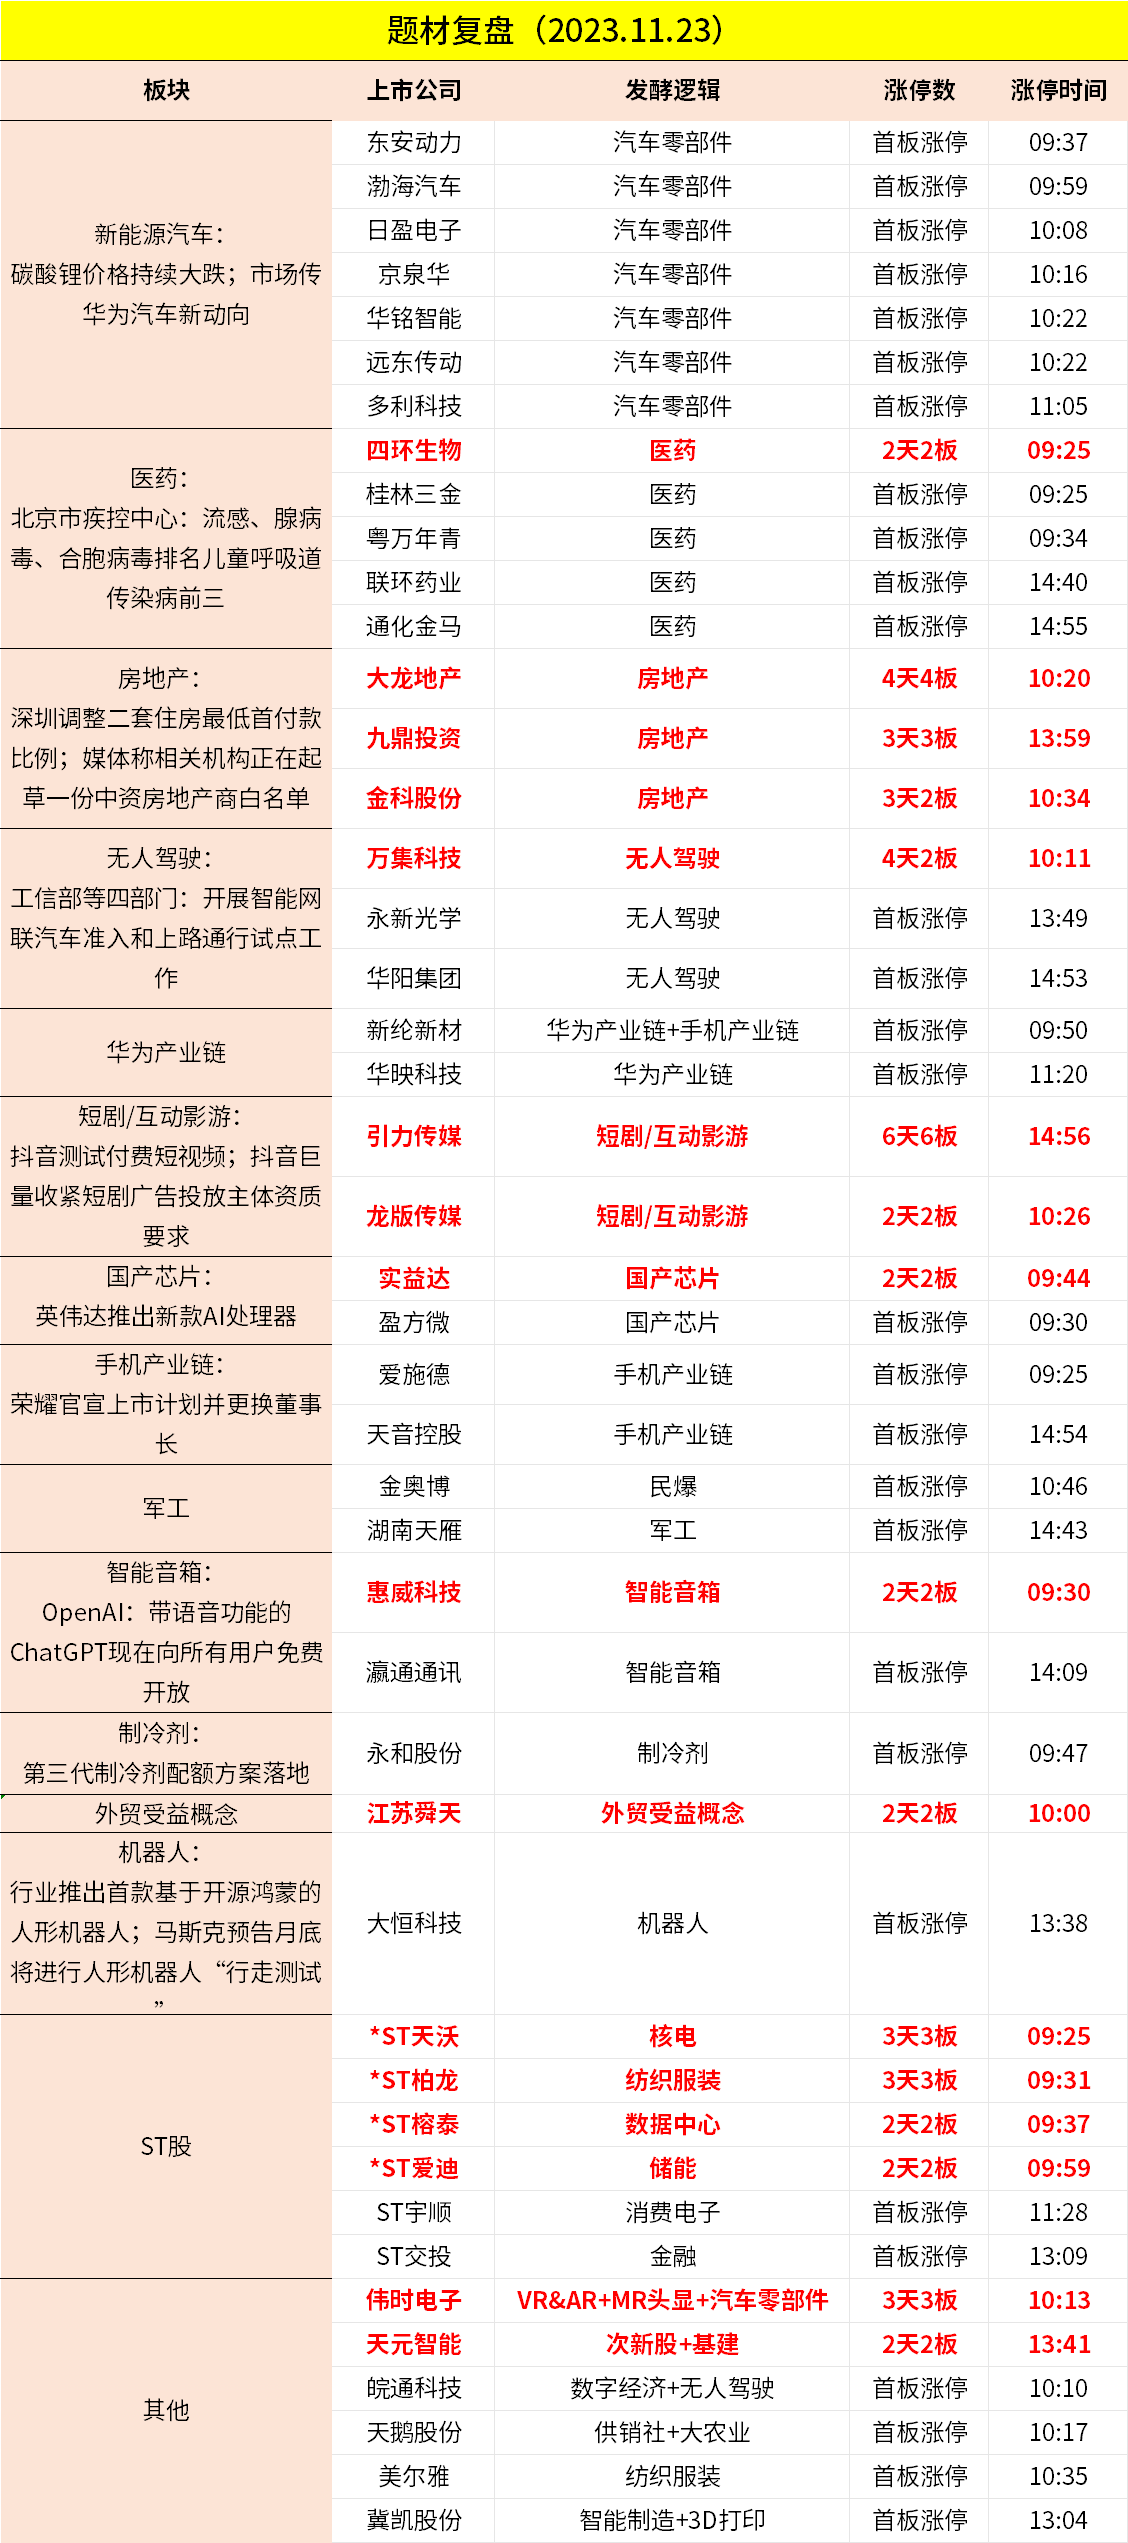 题材复盘（2023.11.23）
板块 上市公司 发酵逻辑 涨停数 涨停时间
新能源汽车：
碳酸锂价格持续大跌；市场传
华为汽车新动向
东安动力 汽车零部件 首板涨停 09:37
渤海汽车 汽车零部件 首板涨停 09:59
日盈电子 汽车零部件 首板涨停 10:08
京泉华 汽车零部件 首板涨停 10:16
华铭智能 汽车零部件 首板涨停 10:22
远东传动 汽车零部件 首板涨停 10:22
多利科技 汽车零部件 首板涨停 11:05
医药：
北京市疾控中心：流感、腺病
毒、合胞病毒排名儿童呼吸道
传染病前三
四环生物 医药 2天2板 09:25
桂林三金 医药 首板涨停 09:25
粤万年青 医药 首板涨停 09:34
联环药业 医药 首板涨停 14:40
通化金马 医药 首板涨停 14:55
房地产：
深圳调整二套住房最低首付款
比例；媒体称相关机构正在起
草一份中资房地产商白名单
大龙地产 房地产 4天4板 10:20
九鼎投资 房地产 3天3板 13:59
金科股份 房地产 3天2板 10:34
无人驾驶：
工信部等四部门：开展智能网
联汽车准入和上路通行试点工
作
万集科技 无人驾驶 4天2板 10:11
永新光学 无人驾驶 首板涨停 13:49
华阳集团 无人驾驶 首板涨停 14:53
华为产业链
新纶新材 华为产业链+手机产业链 首板涨停 09:50
华映科技 华为产业链 首板涨停 11:20
短剧/互动影游：
抖音测试付费短视频；抖音巨
量收紧短剧广告投放主体资质
要求
引力传媒 短剧/互动影游 6天6板 14:56
龙版传媒 短剧/互动影游 2天2板 10:26
国产芯片：
英伟达推出新款AI处理器
实益达 国产芯片 2天2板 09:44
盈方微 国产芯片 首板涨停 09:30
手机产业链：
荣耀官宣上市计划并更换董事
长
爱施德 手机产业链 首板涨停 09:25
天音控股 手机产业链 首板涨停 14:54
军工
金奥博 民爆 首板涨停 10:46
湖南天雁 军工 首板涨停 14:43
智能音箱：
OpenAI：带语音功能的
ChatGPT现在向所有用户免费
开放
惠威科技 智能音箱 2天2板 09:30
瀛通通讯 智能音箱 首板涨停 14:09
制冷剂：
第三代制冷剂配额方案落地
永和股份 制冷剂 首板涨停 09:47
外贸受益概念
江苏舜天 外贸受益概念 2天2板 10:00
机器人：
行业推出首款基于开源鸿蒙的
人形机器人；马斯克预告月底
将进行人形机器人“行走测试
”
大恒科技 机器人 首板涨停 13:38
ST股
*ST天沃 核电 3天3板 09:25
*ST柏龙 纺织服装 3天3板 09:31
*ST榕泰 数据中心 2天2板 09:37
*ST爱迪 储能 2天2板 09:59
ST宇顺 消费电子 首板涨停 11:28
ST交投 金融 首板涨停 13:09
其他
伟时电子 VR&AR+MR头显+汽车零部件 3天3板 10:13
天元智能 次新股+基建 2天2板 13:41
皖通科技 数字经济+无人驾驶 首板涨停 10:10
天鹅股份 供销社+大农业 首板涨停 10:17
美尔雅 纺织服装 首板涨停 10:35
冀凯股份 智能制造+3D打印 首板涨停 13:04